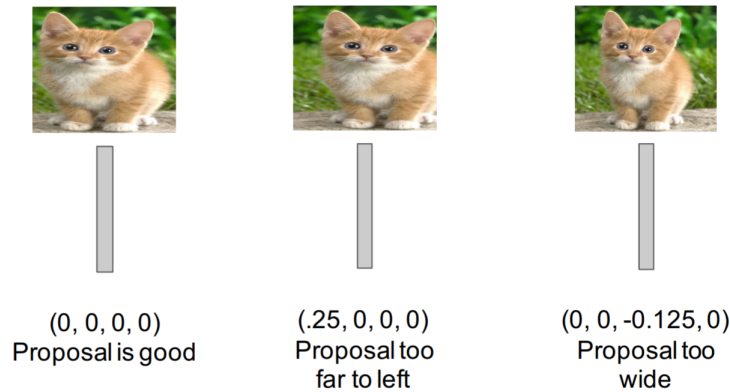 (0, 0, 0, 0)
Proposal is good
(.25, 0, 0, 0)
Proposal too
far to left
(0, 0, -0.125, 0)
Proposal too
wide